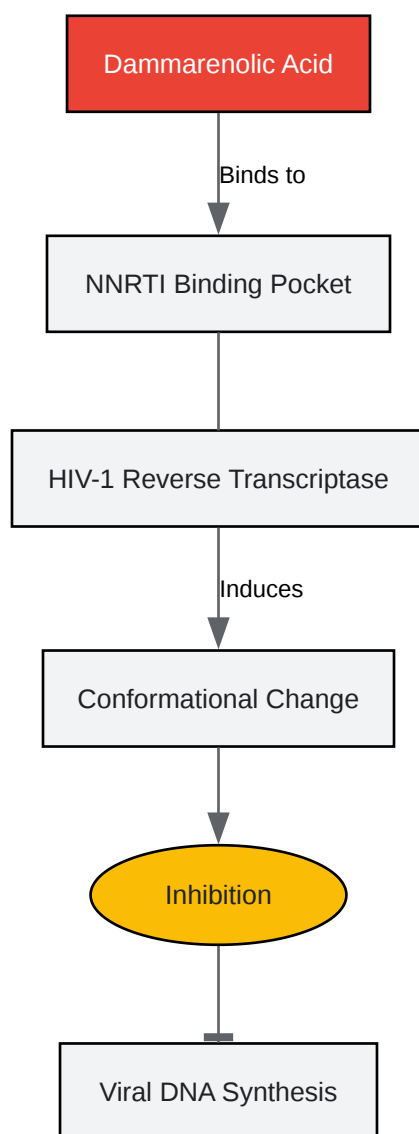 Dammarenolic Acid
Binds to
NNRTI Binding Pocket
HIV-1 Reverse Transcriptase
Induces
Conformational Change
Inhibition
Viral DNA Synthesis